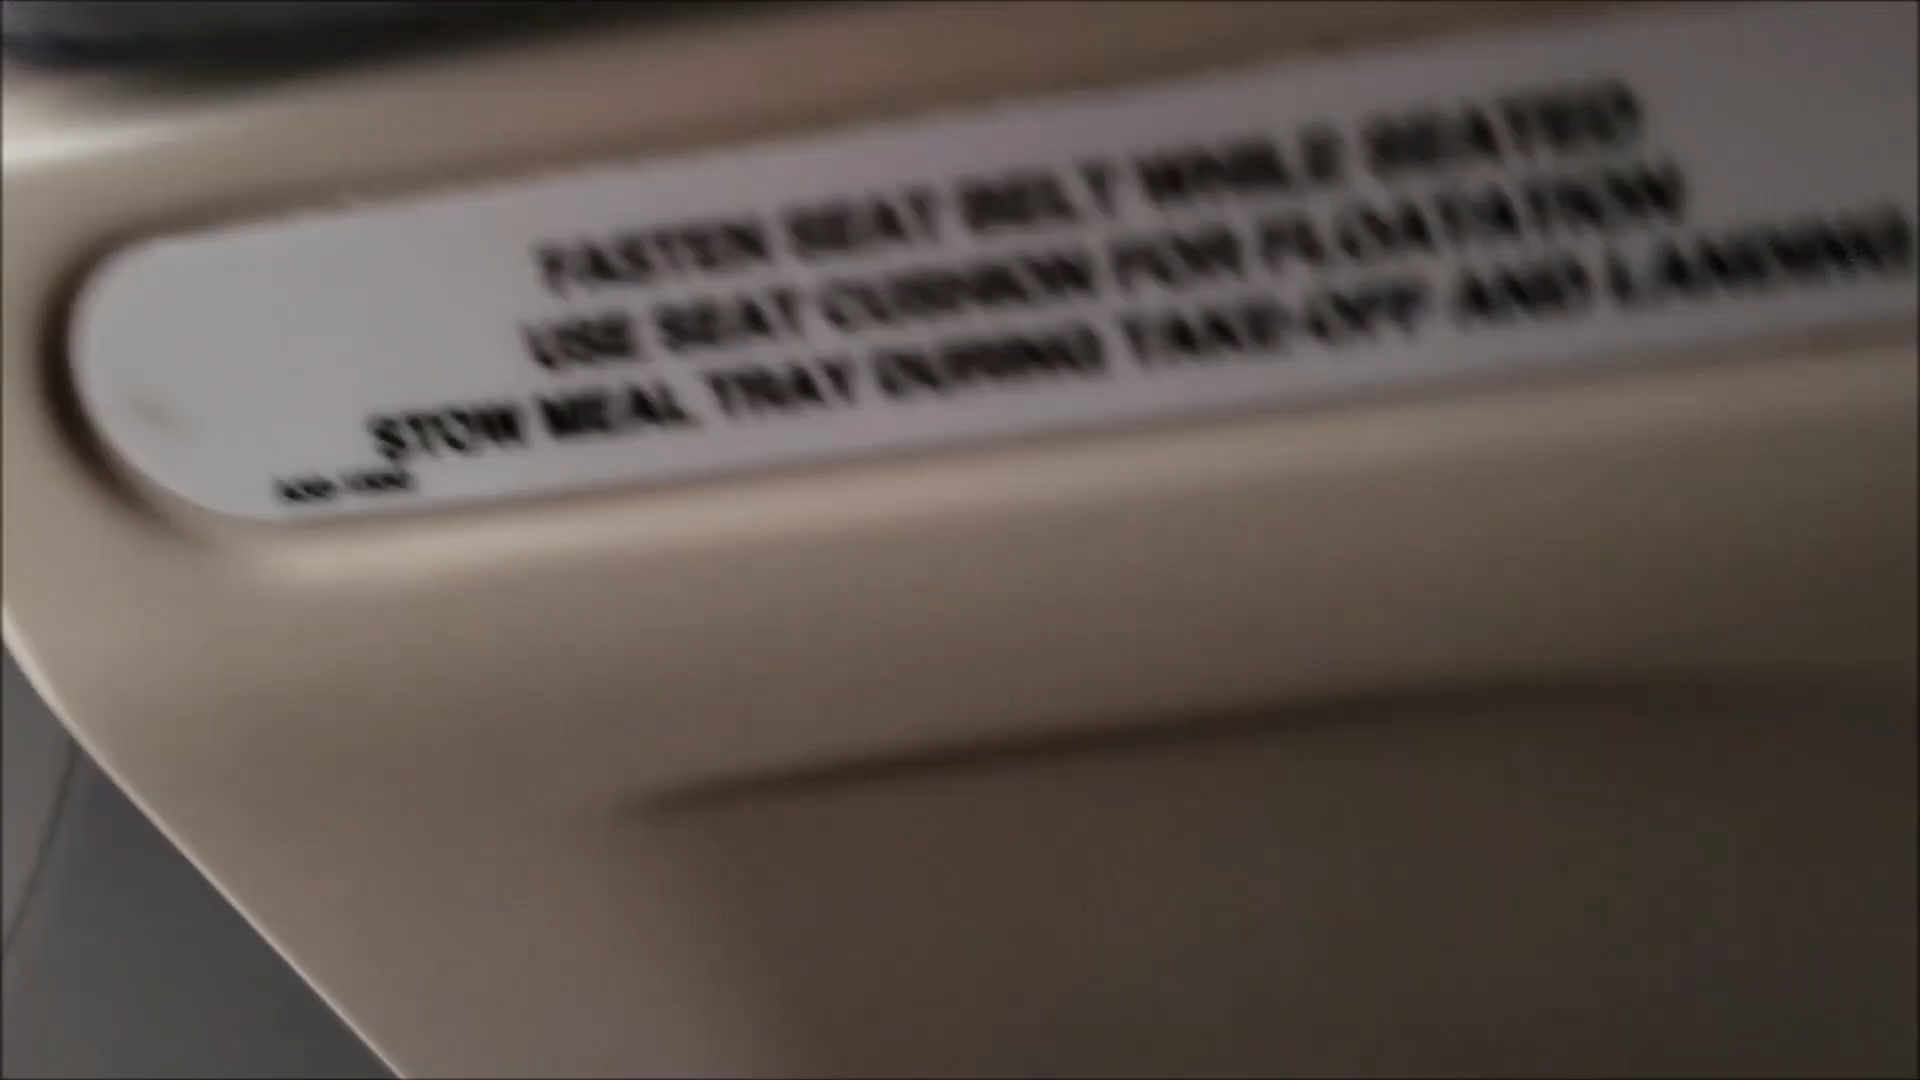 FASTEN SEAT BELT WHILE SEATED
USE SEAT CUSHION FOR FLOATATION
STOW MEAL TRAY DURING TAKE-OFF AND LANDING